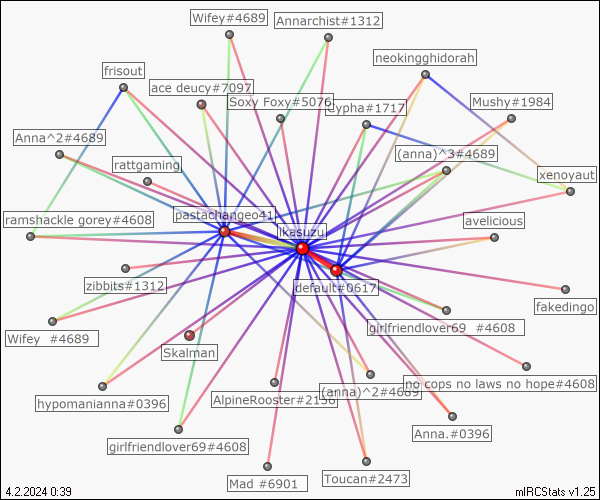 Wifey#4689
Annarchist#1312
neokingghidorah
frisout
ace deucy#7097
Soxy Foxy#5076
Cypha#1717
Mushy#1984
Anna^2#4689
(anna)^3#4689
rattgaming
xenoyaut
pastachangeo41
ramshackle gorey#4608
ikasuzu
avelicious
zibbits#1312
default#0617
fakedingo
girlfriendlover69_#4608
Wifey_#4689
Skalman
(anna)^2#4689
no cops no laws no hope#4608
hypomanianna#0396
AlpineRooster#2156
Anna.#0396
girlfriendlover69#4608
Mad #6901
Toucan#2473
4.2.2024 0:39
mIRCStats v1.25